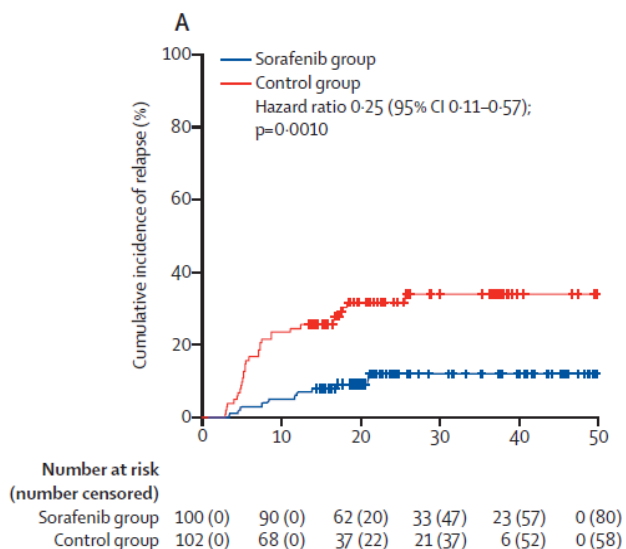 A
Sorafenib group
Control group
Hazard ratio 0·25 (95% CI 0·11–0·57);
p=0·0010
Cumulative incidence of relapse (%)
100
80
60
40
20
0
0 10 20 30 40 50
Number at risk
(number censored)
Sorafenib group 100 (0) 90 (0) 62 (20) 33 (47) 23 (57) 0 (80)
Control group 102 (0) 68 (0) 37 (22) 21 (37) 6 (52) 0 (58)